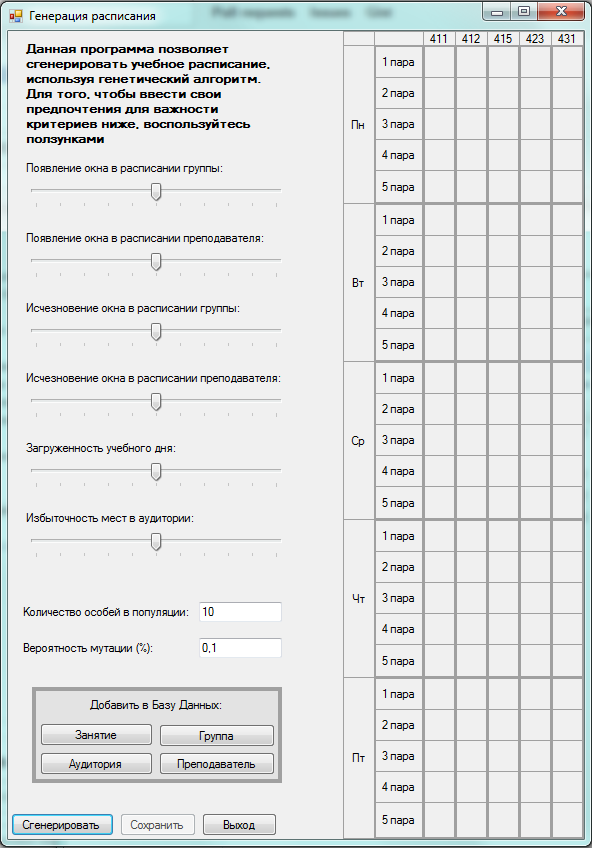 Генерация расписания
Pull requests Issues Gist
Данная программа позволяет
сгенерировать учебное расписание,
используя генетический алгоритм.
Для того, чтобы ввести свои
предпочтения для важности
критериев ниже, воспользуйтесь
ползунками
Появление окна в расписании группы:
Появление окна в расписании преподавателя:
Исчезновение окна в расписании группы:
Исчезновение окна в расписании преподавателя:
Загруженность учебного дня:
Избыточность мест в аудитории:
Количество особей в популяции: 10
Вероятность мутации (%): 0,1
Добавить в Базу Данных:
Занятие Группа
Аудитория Преподаватель
Сгенерировать Сохранить Выход
411 412 415 423 431
Пн
1 пара
2 пара
3 пара
4 пара
5 пара
Вт
1 пара
2 пара
3 пара
4 пара
5 пара
Ср
1 пара
2 пара
3 пара
4 пара
5 пара
Чт
1 пара
2 пара
3 пара
4 пара
5 пара
Пт
1 пара
2 пара
3 пара
4 пара
5 пара